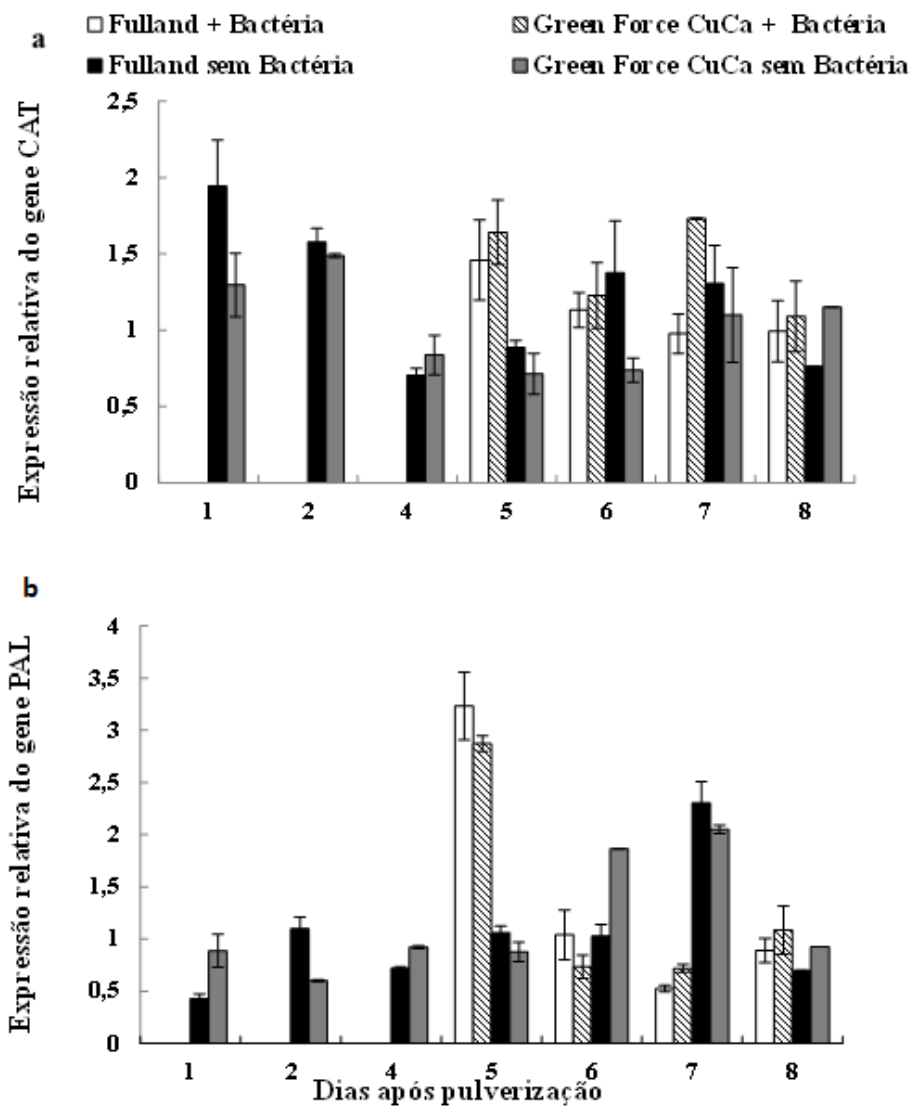 a
Fulland + Bactéria
Green Force CuCa + Bactéria
Fulland sem Bactéria
Green Force CuCa sem Bactéria
Expressão relativa do gene CAT
2,5
2
1,5
1
0,5
0
1 2 4 5 6 7 8
b
Expressão relativa do gene PAL
4
3,5
3
2,5
2
1,5
1
0,5
0
1 2 4 5 6 7 8
Dias após pulverização